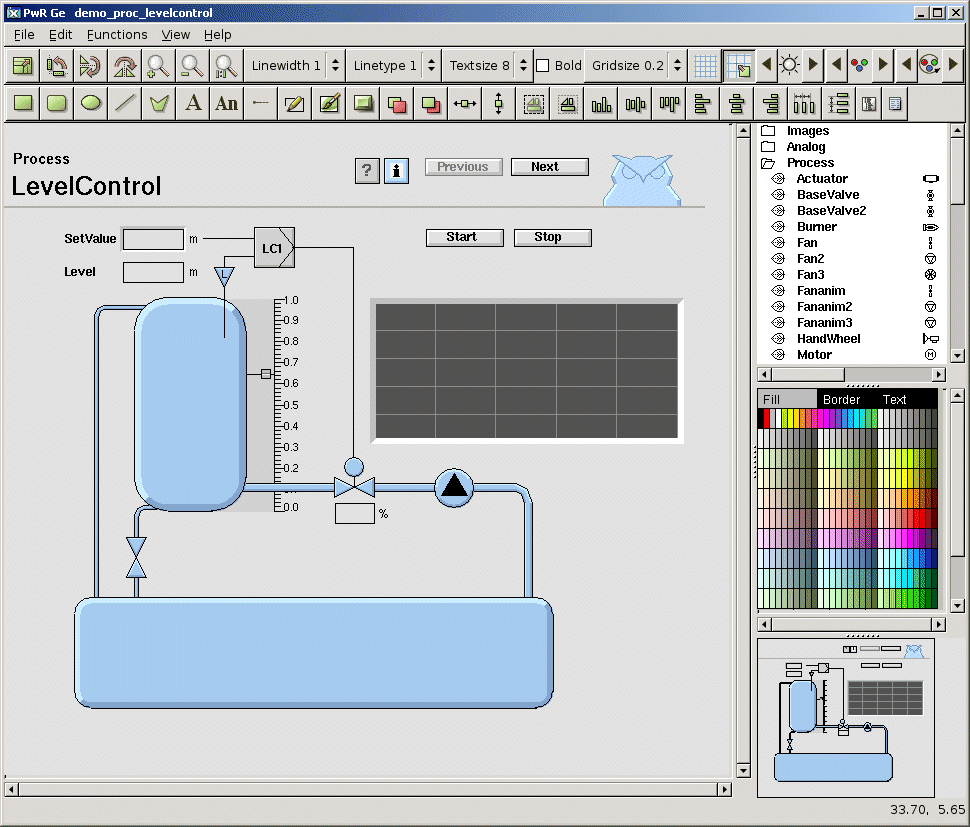 PwR Ge demo_proc_levelcontrol
File Edit Functions View Help
Linewidth 1 Linetype 1 Textsize 8 Bold Gridsize 0.2
A An
Process
LevelControl
? i Previous Next
SetValue m
LC1
Start Stop
Level m
L
1.0
0.9
0.8
0.7
0.6
0.5
0.4
0.3
0.2
0.0
%
Images
Analog
Process
Actuator
BaseValve
BaseValve2
Burner
Fan
Fan2
Fan3
Fananim
Fananim2
Fananim3
HandWheel
Motor
M
Fill Border Text
33.70, 5.65